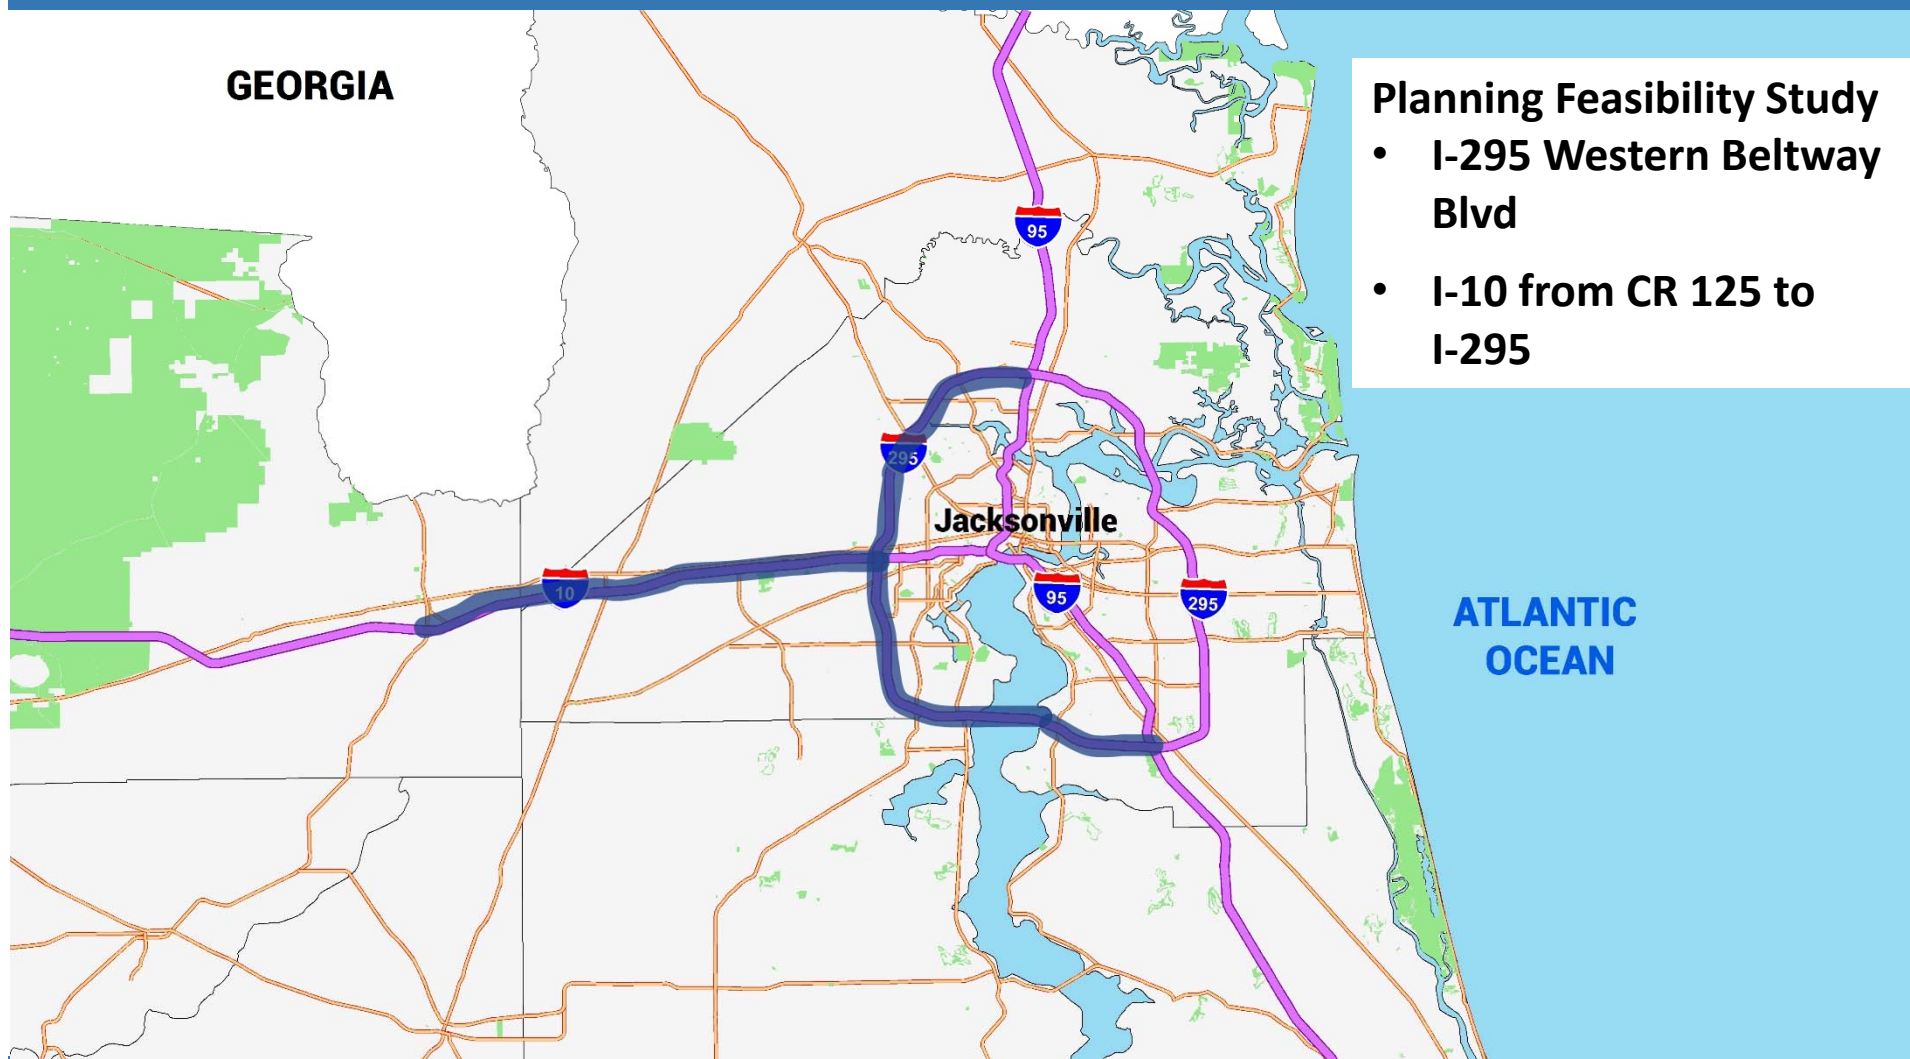 GEORGIA
Planning Feasibility Study
• I-295 Western Beltway
Blvd
• I-10 from CR 125 to
I-295
95
295
Jacksonville
10
95
295
ATLANTIC
OCEAN